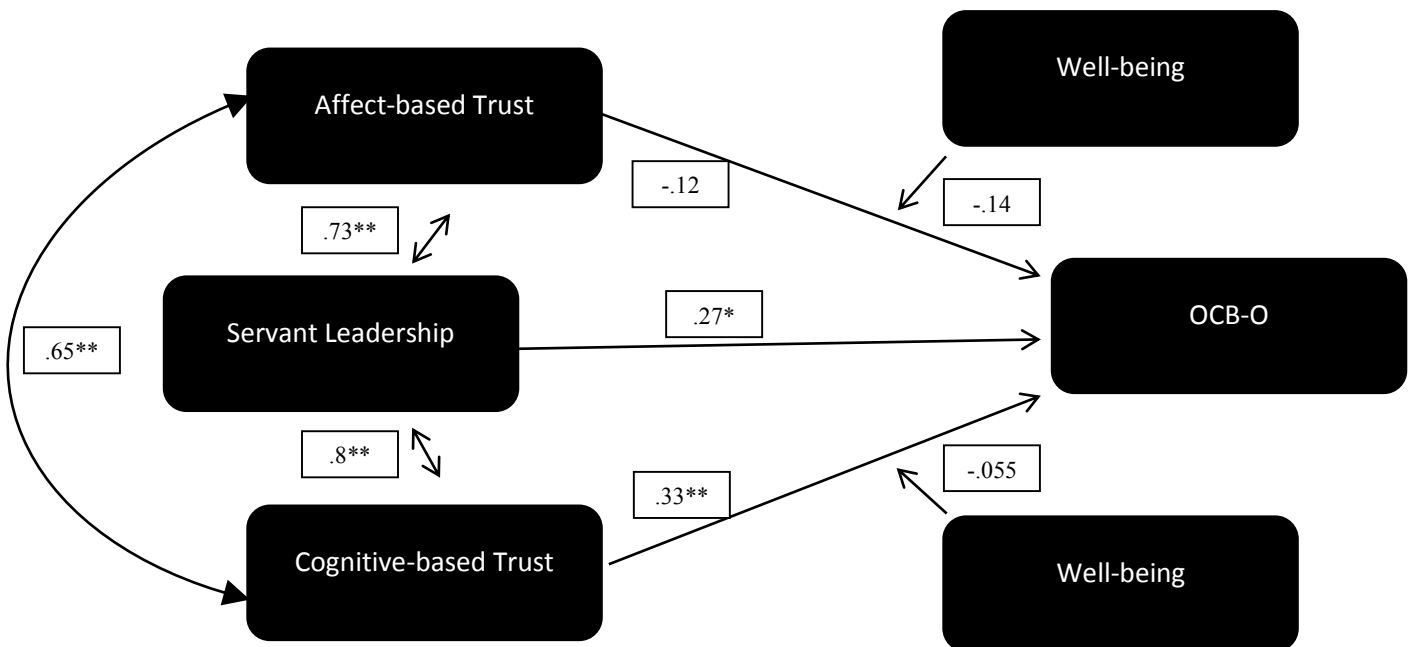 Well-being
Affect-based Trust
-.12
-.14
.73**
Servant Leadership
.27*
OCB-O
.65**
.8**
-.055
.33**
Cognitive-based Trust
Well-being